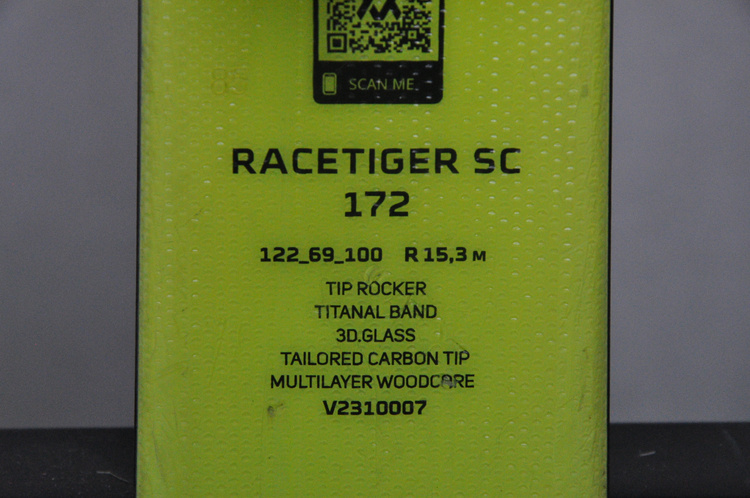 SCAN ME
RACETIGER SC
172
122_69_100 R 15,3 M
TIP ROCKER
TITANAL BAND
3D.GLASS
TAILORED CARBON TIP
MULTILAYER WOODCORE
V2310007